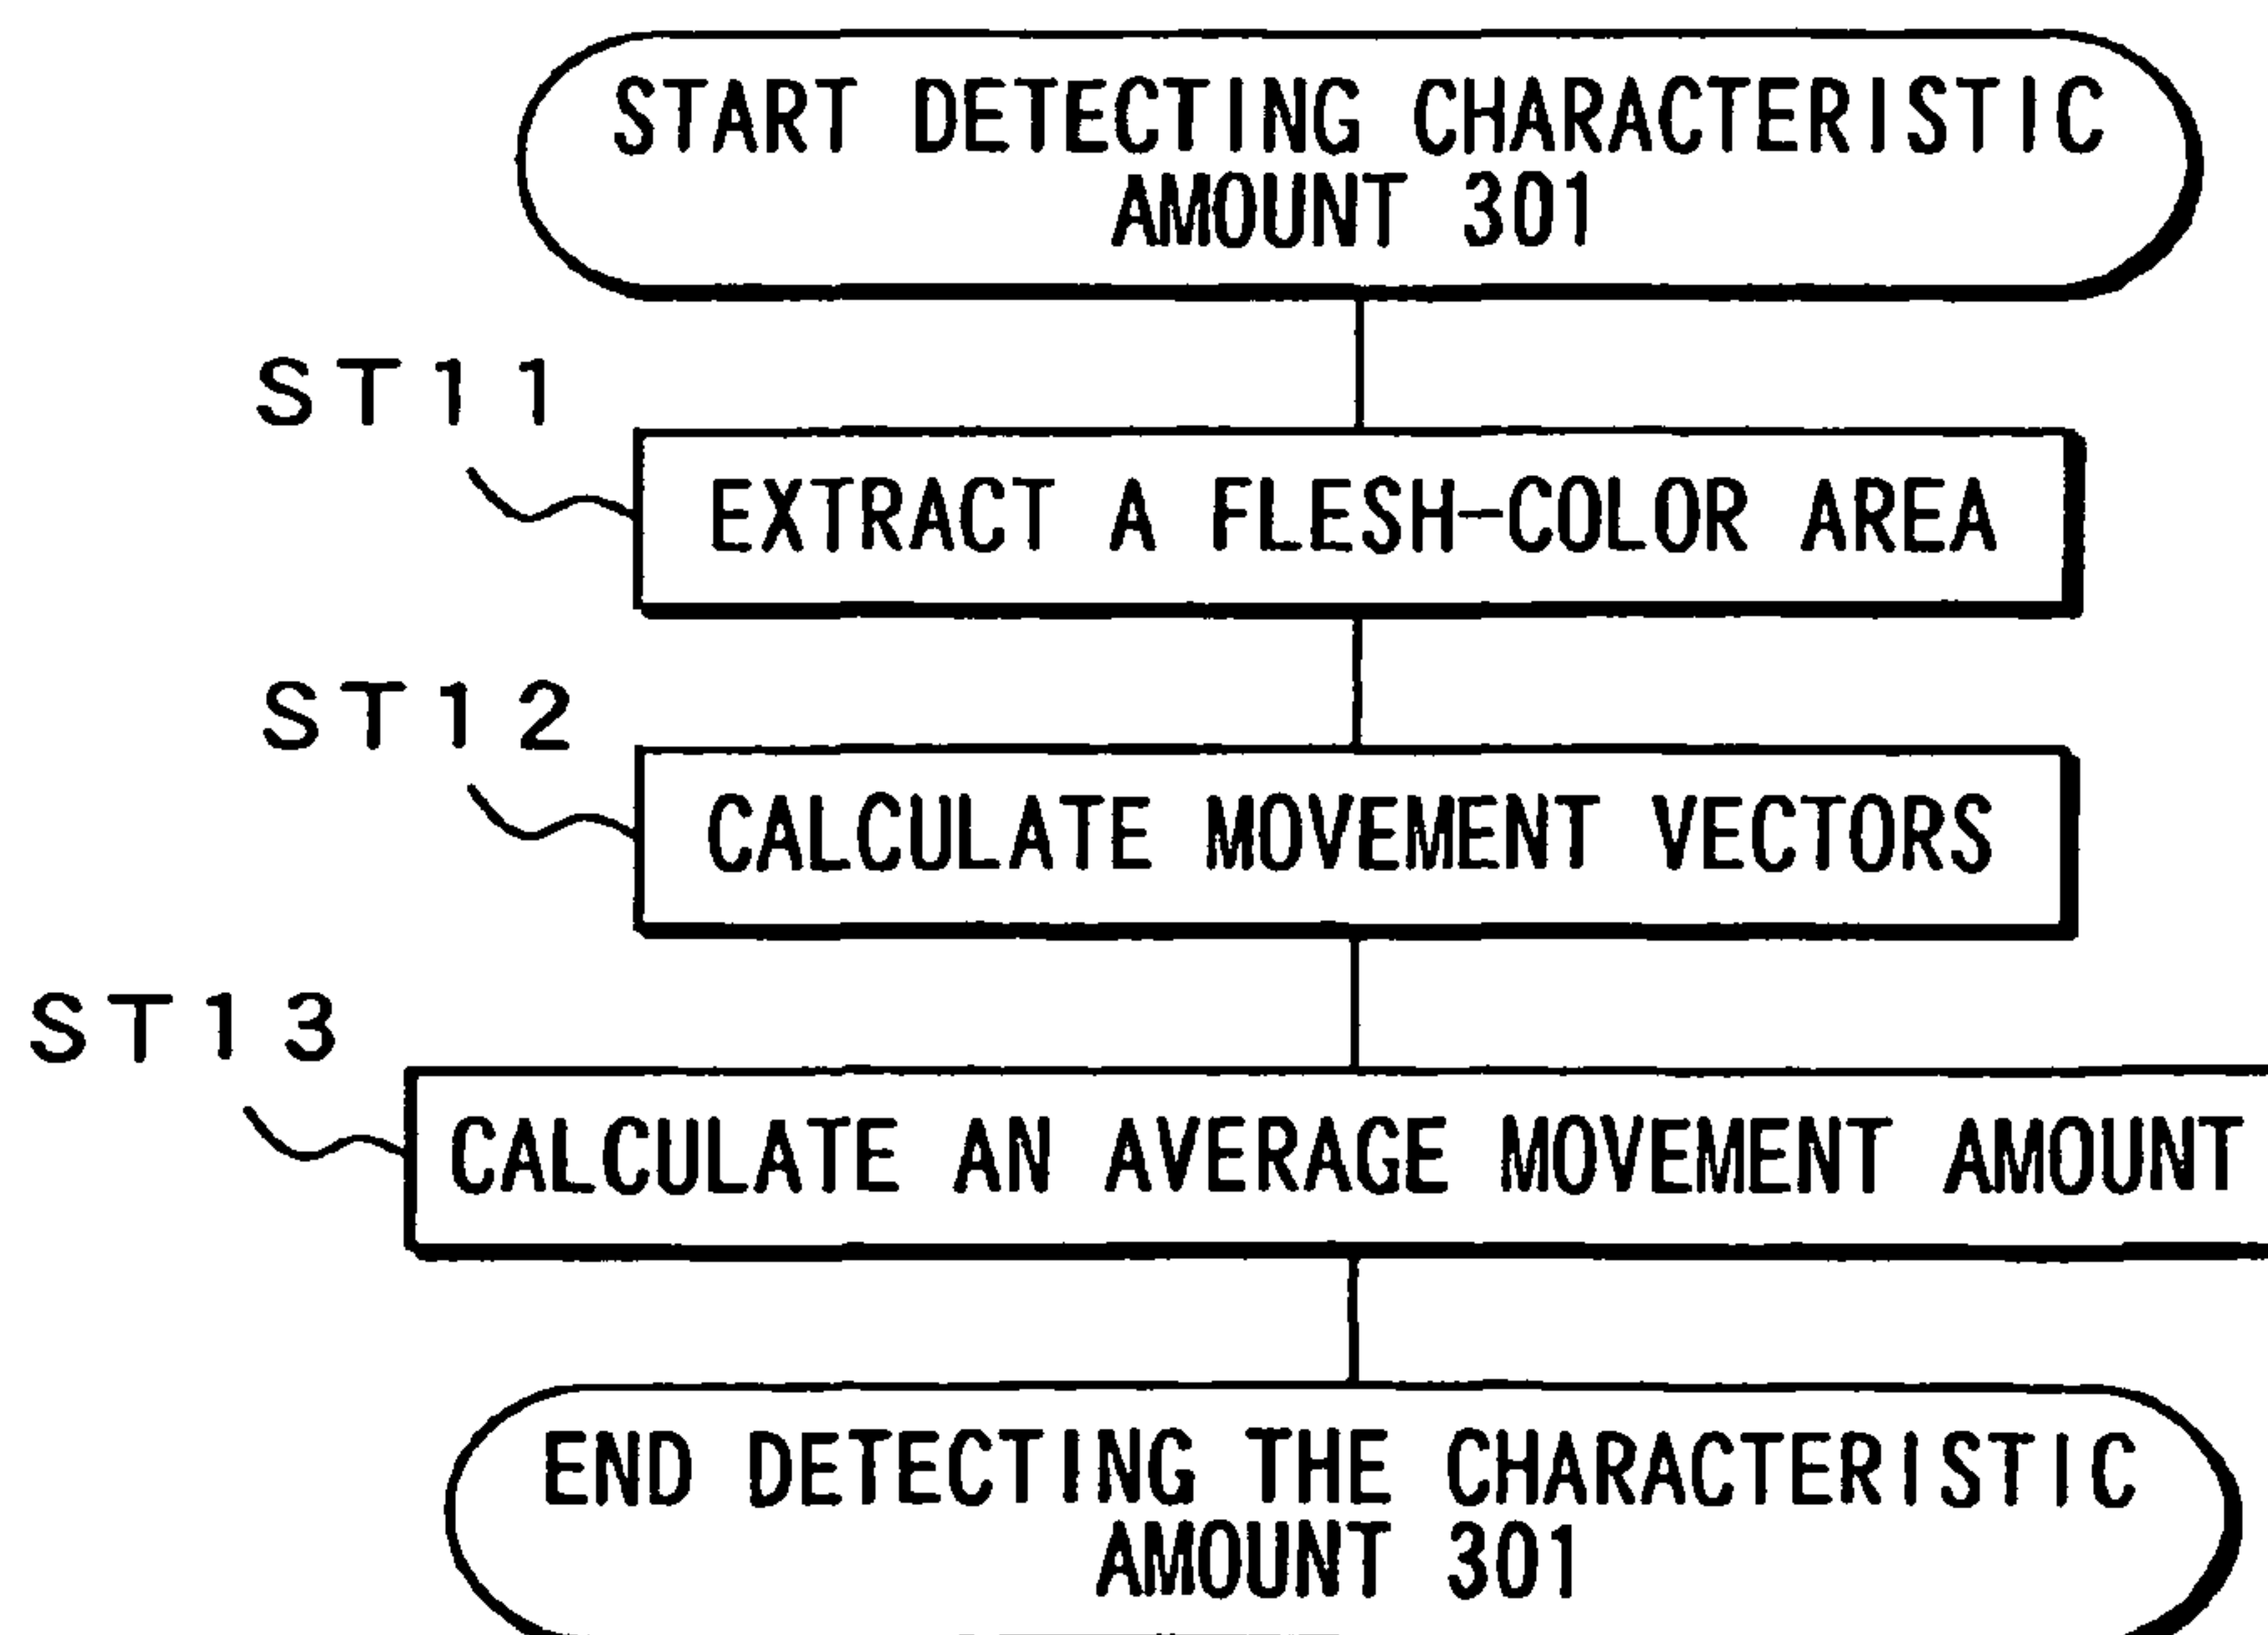 START DETECTING CHARACTERISTIC
AMOUNT 301
ST11
EXTRACT A FLESH-COLOR AREA
ST12
CALCULATE MOVEMENT VECTORS
ST13
CALCULATE AN AVERAGE MOVEMENT AMOUNT
END DETECTING THE CHARACTERISTIC
AMOUNT 301